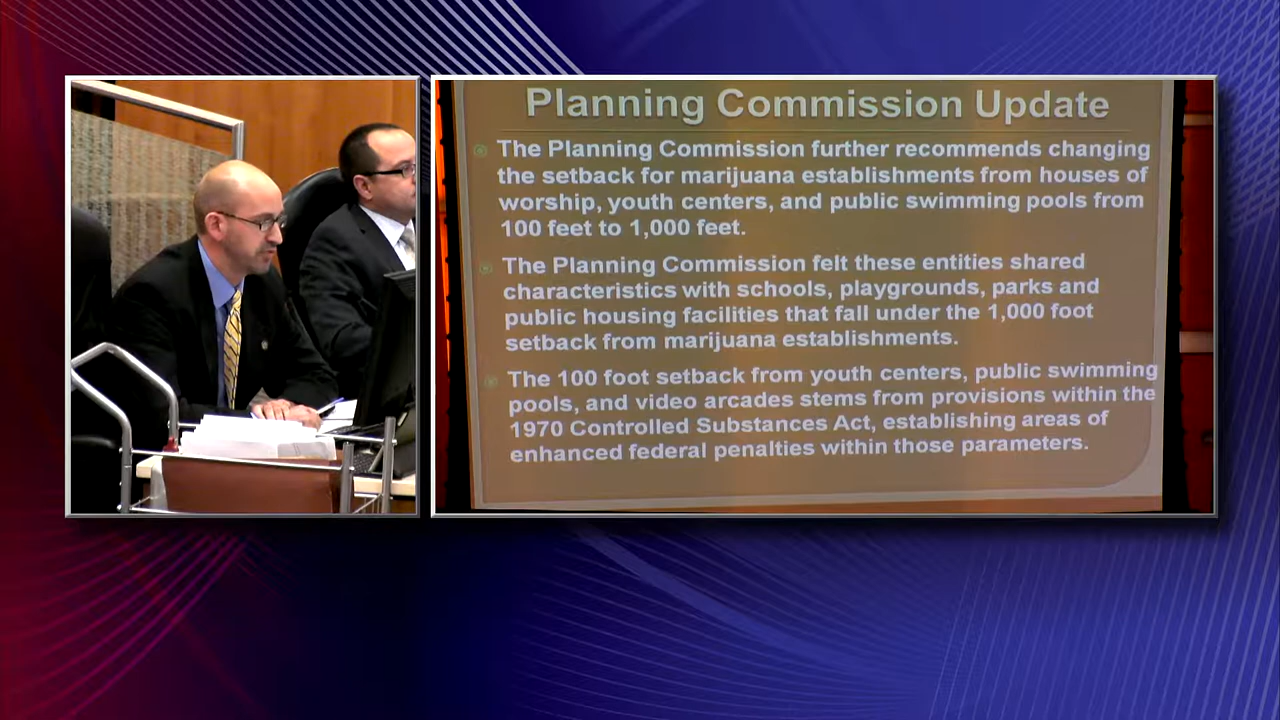 Planning Commission Update
The Planning Commission further recommends changing
the setback for marijuana establishments from houses of
worship, youth centers, and public swimming pools from
100 feet to 1,000 feet.
The Planning Commission felt these entities shared
characteristics with schools, playgrounds, parks and
public housing facilities that fall under the 1,000 foot
setback from marijuana establishments.
The 100 foot setback from youth centers, public swimming
pools, and video arcades stems from provisions within the
1970 Controlled Substances Act, establishing areas of
enhanced federal penalties within those parameters.